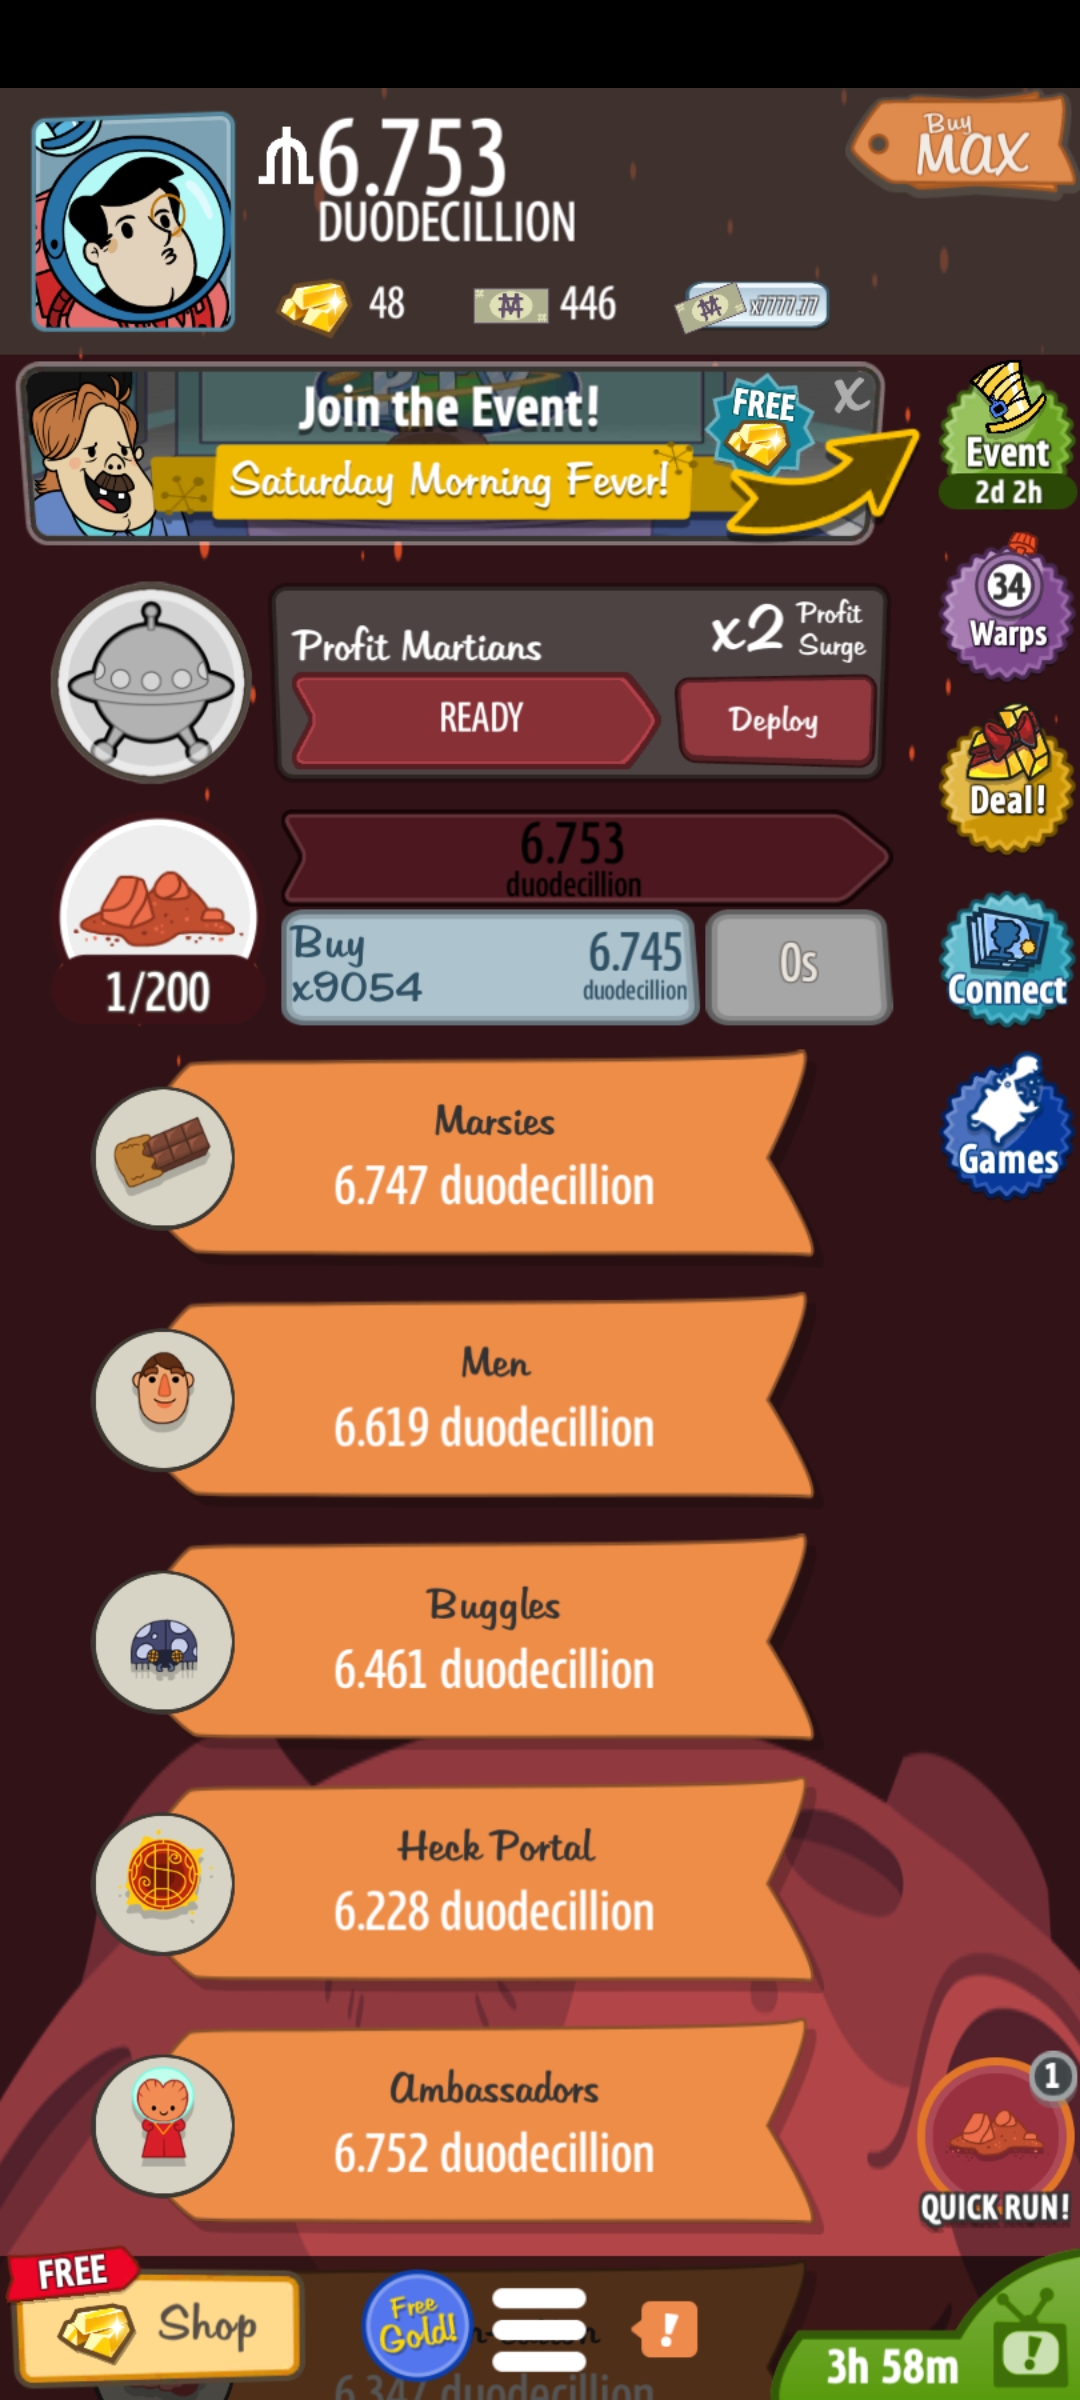 6.753
DUODECILLION
Buy
Max
48
446
x7777.77
Join the Event!
FREE
X
Saturday Morning Fever!
Event
2d 2h
34
Warps
Profit Martians
x2 Profit
Surge
READY
Deploy
Deal!
6.753
duodecillion
1/200
Buy
x9054
6.745
duodecillion
0s
Connect
Marsies
6.747 duodecillion
Games
Men
6.619 duodecillion
Buggles
6.461 duodecillion
Heck Portal
6.228 duodecillion
Ambassadors
6.752 duodecillion
1
QUICK RUN!
FREE
Shop
Free
Gold!
!
6.347 duodecillion
3h 58m
!